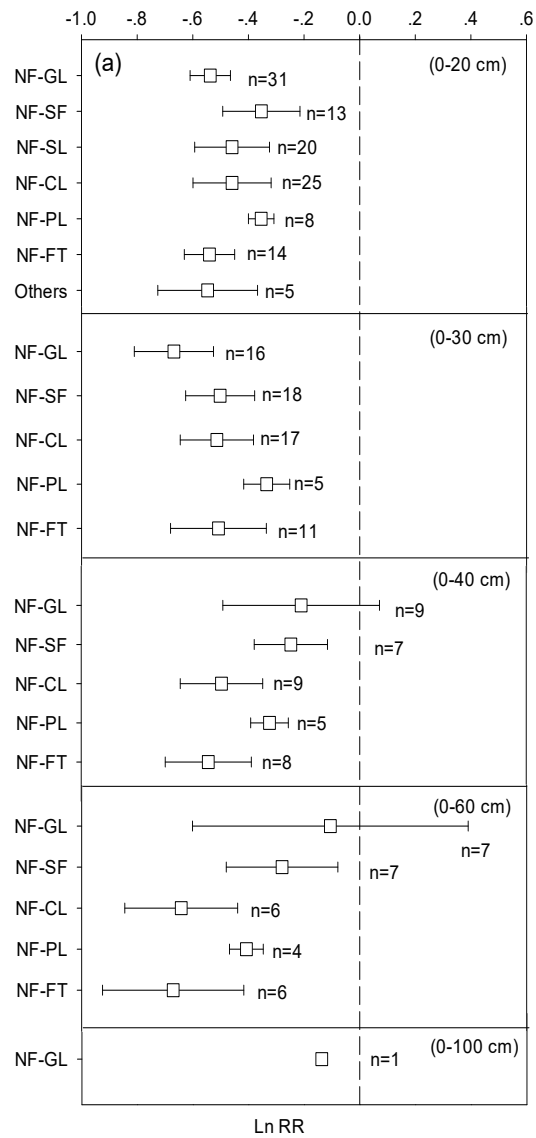 -1.0 -.8 -.6 -.4 -.2 0.0 .2 .4 .6
(a) (0-20 cm)
NF-GL n=31
NF-SF n=13
NF-SL n=20
NF-CL n=25
NF-PL n=8
NF-FT n=14
Others n=5
(0-30 cm)
NF-GL n=16
NF-SF n=18
NF-CL n=17
NF-PL n=5
NF-FT n=11
(0-40 cm)
NF-GL n=9
NF-SF n=7
NF-CL n=9
NF-PL n=5
NF-FT n=8
(0-60 cm)
NF-GL n=7
NF-SF n=7
NF-CL n=6
NF-PL n=4
NF-FT n=6
(0-100 cm)
NF-GL n=1
Ln RR